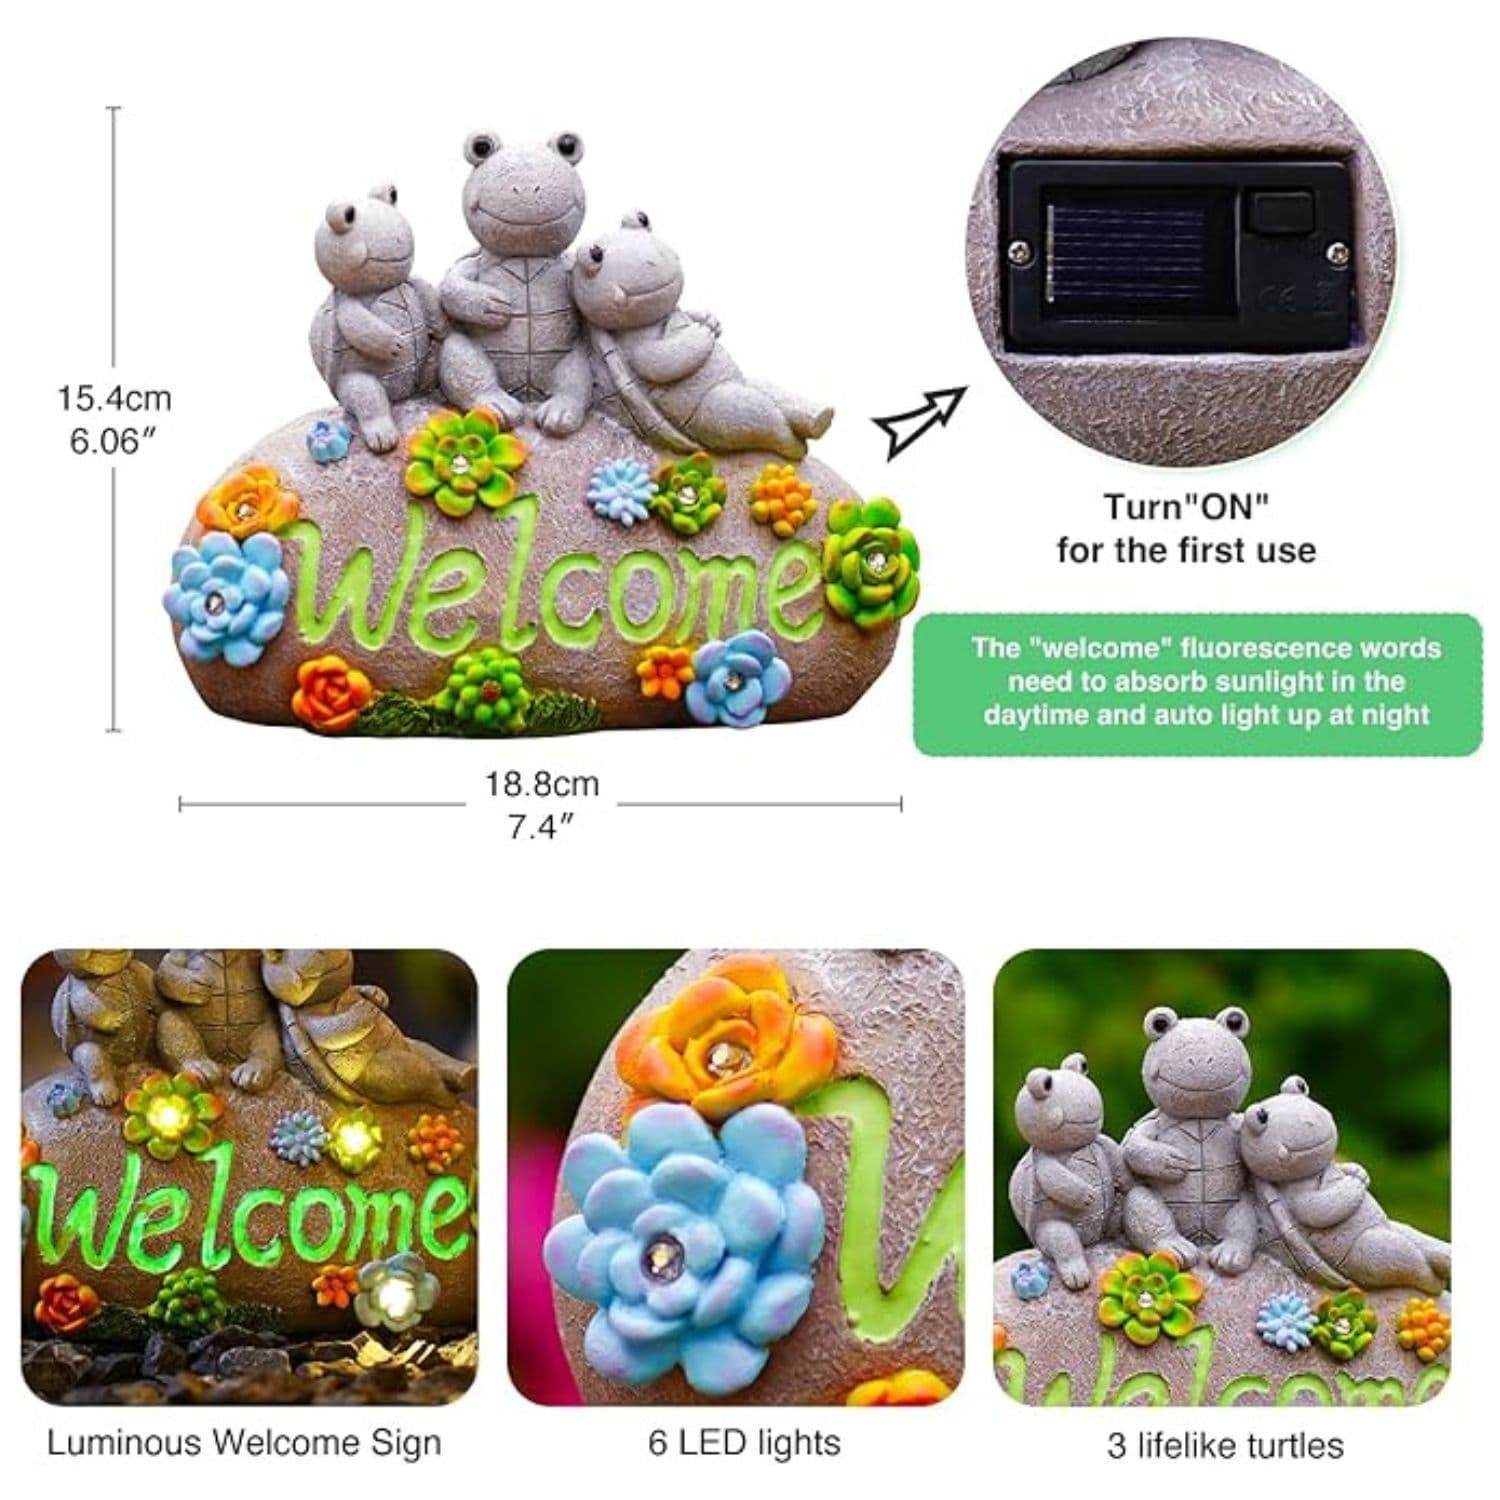 15.4cm
6.06"
Welcome
18.8cm
7.4"
Turn"ON"
for the first use
The "welcome" fluorescence words
need to absorb sunlight in the
daytime and auto light up at night
Welcome
Luminous Welcome Sign
6 LED lights
Welcome
3 lifelike turtles